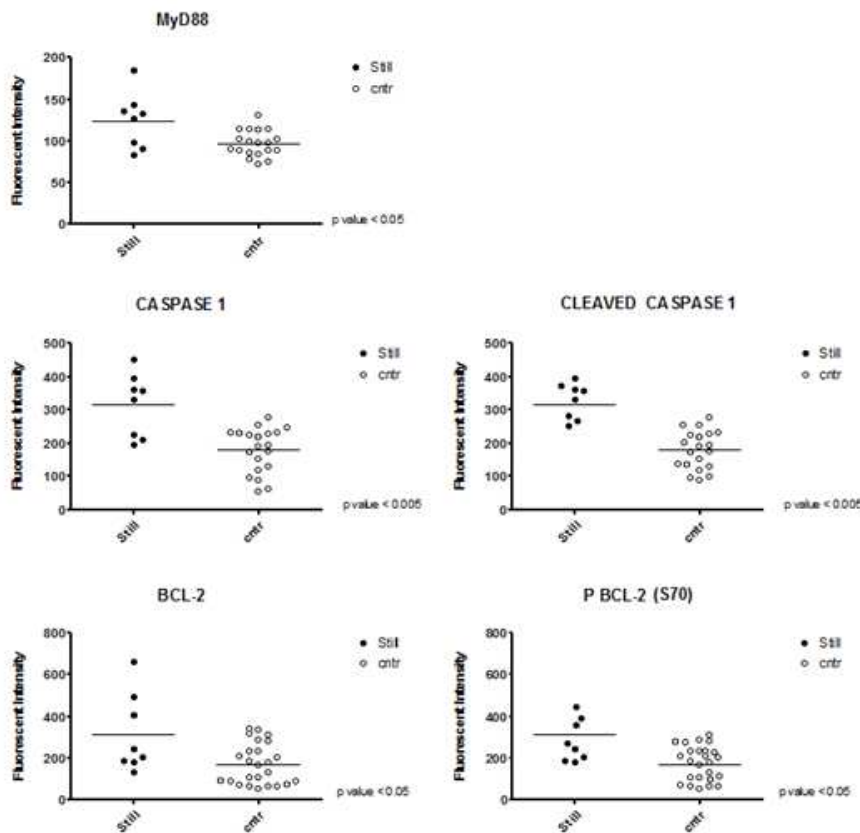 MyD88
200
150
100
50
0
Fluorescent Intensity
Still
cntr
Still
cntr
p value < 0.05
CASPASE 1
500
400
300
200
100
0
Fluorescent Intensity
Still
cntr
Still
cntr
p value < 0.005
CLEAVED CASPASE 1
500
400
300
200
100
0
Fluorescent Intensity
Still
cntr
Still
cntr
p value < 0.005
BCL-2
800
600
400
200
0
Fluorescent Intensity
Still
cntr
Still
cntr
p value < 0.05
P BCL-2 (S70)
800
600
400
200
0
Fluorescent Intensity
Still
cntr
Still
cntr
p value < 0.05